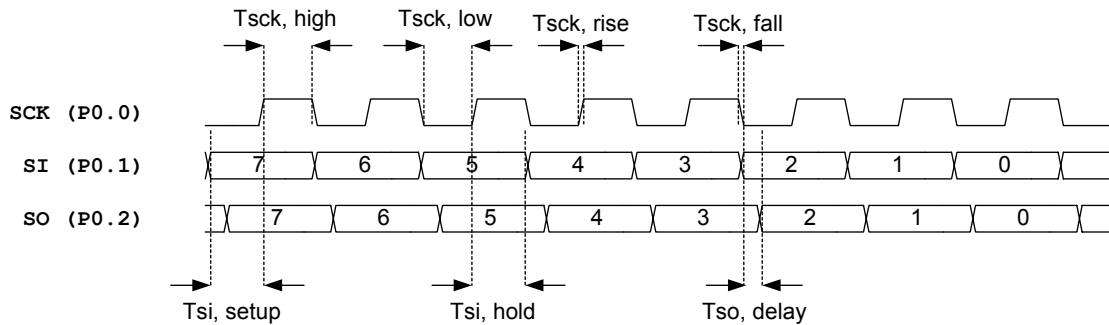 Tsck, high Tsck, low Tsck, rise Tsck, fall
SCK (P0.0)
SI (P0.1) 7 6 5 4 3 2 1 0
SO (P0.2) 7 6 5 4 3 2 1 0
Tsi, setup Tsi, hold Tso, delay